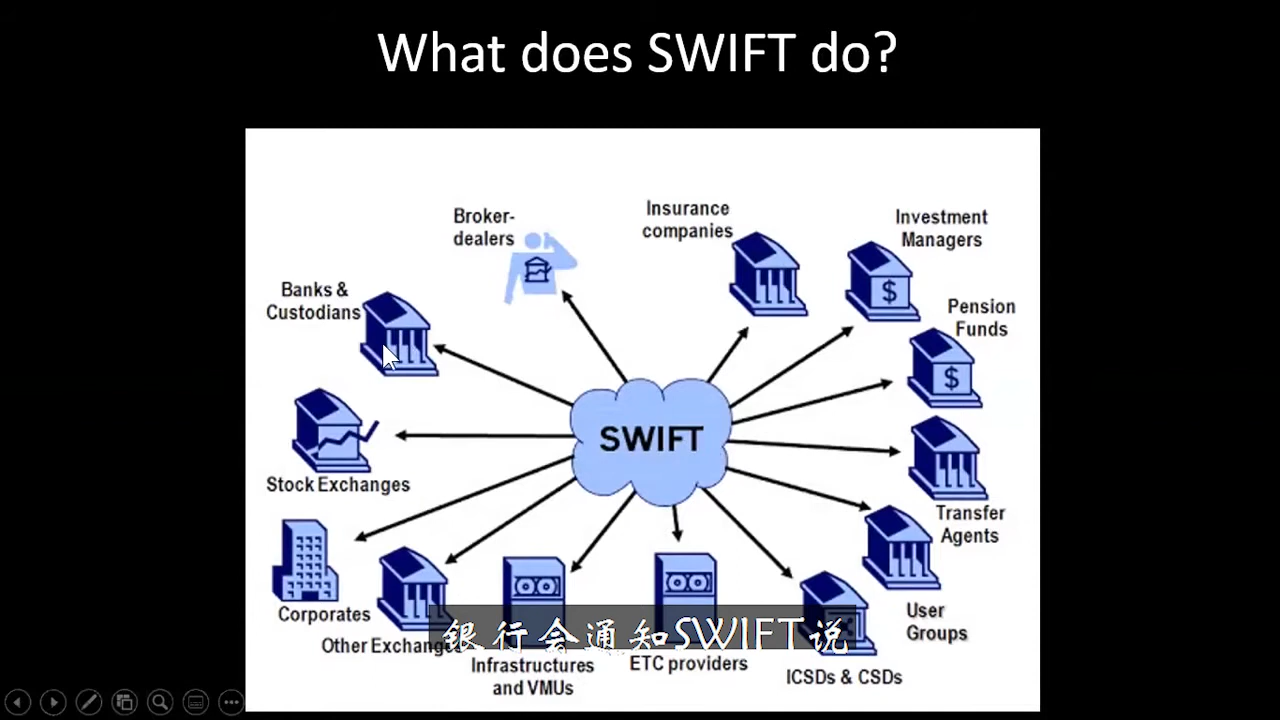 What does SWIFT do?
Broker-
dealers
Insurance
companies
Investment
Managers
Banks &
Custodians
Pension
Funds
$
$
SWIFT
Stock Exchanges
Transfer
Agents
Corporates
User
Groups
Other Exchange
银行会通知SWIFT说
Infrastructures
and VMUs
ETC providers
ICSDs & CSDs